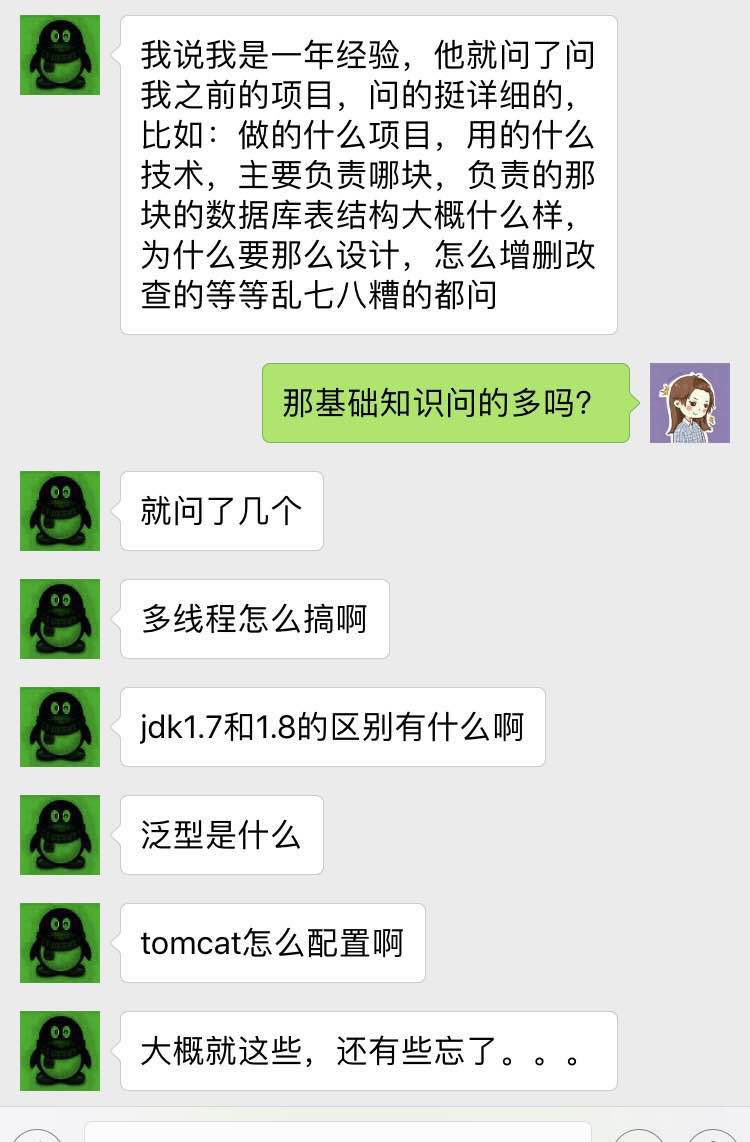 我说我是一年经验，他就问了问
我之前的项目，问的挺详细的，
比如：做的什么项目，用的什么
技术，主要负责哪块，负责的那
块的数据库表结构大概什么样，
为什么要那么设计，怎么增删改
查的等等乱七八糟的都问
那基础知识问的多吗？
就问了几个
多线程怎么搞啊
jdk1.7和1.8的区别有什么啊
泛型是什么
tomcat怎么配置啊
大概就这些，还有些忘了。。。